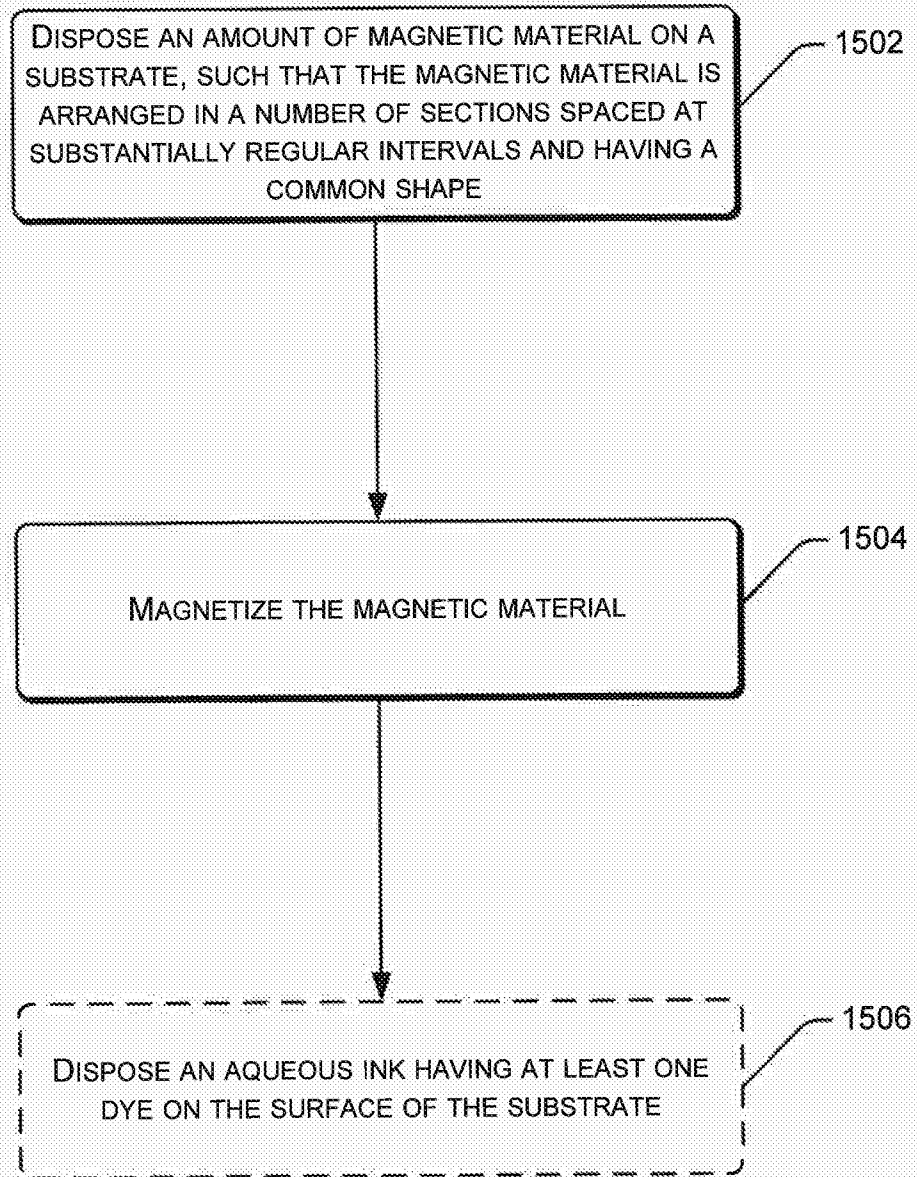 DISPOSE AN AMOUNT OF MAGNETIC MATERIAL ON A
SUBSTRATE, SUCH THAT THE MAGNETIC MATERIAL IS
ARRANGED IN A NUMBER OF SECTIONS SPACED AT
SUBSTANTIALLY REGULAR INTERVALS AND HAVING A
COMMON SHAPE
1502
MAGNETIZE THE MAGNETIC MATERIAL
1504
DISPOSE AN AQUEOUS INK HAVING AT LEAST ONE
DYE ON THE SURFACE OF THE SUBSTRATE
1506